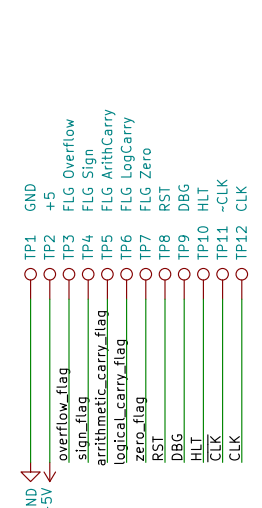 TP1 GND
TP2 +5
TP3 FLG Overflow
TP4 FLG Sign
TP5 FLG ArithCarry
TP6 FLG LogCarry
TP7 FLG Zero
TP8 RST
TP9 DBG
TP10 HLT
TP11 ~CLK
TP12 CLK
overflow_flag
sign_flag
arrithmetic_carry_flag
logical_carry_flag
zero_flag
RST
DBG
HLT
CLK
CLK
ND
5V